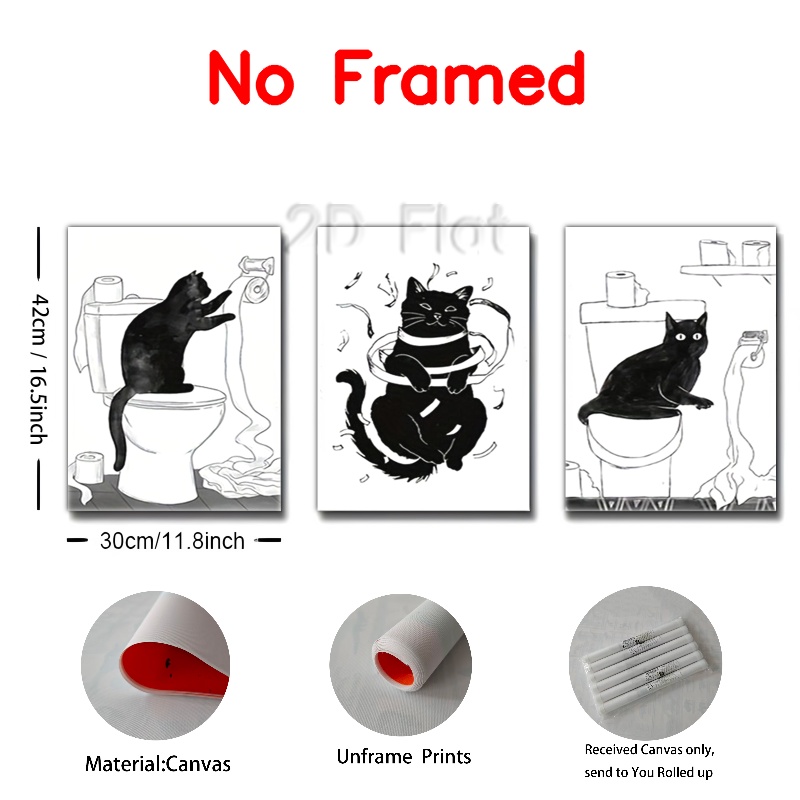 No Framed
2D Flat
42cm / 16.5inch
30cm/11.8inch
Material:Canvas
Unframe Prints
Received Canvas only,
send to You Rolled up